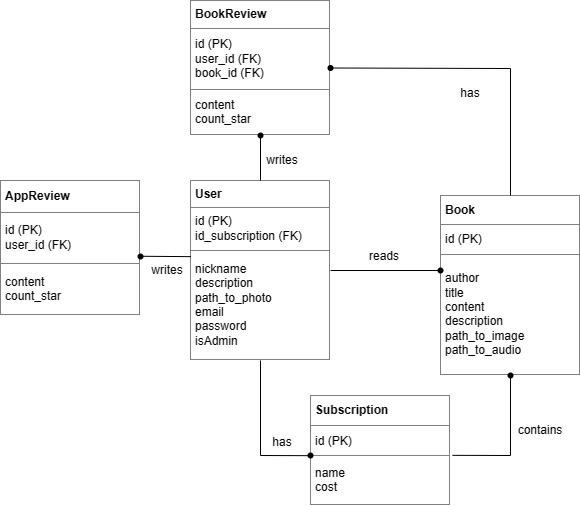 BookReview
id (PK)
user_id (FK)
book_id (FK)
content
count_star
has
writes
AppReview
id (PK)
user_id (FK)
content
count_star
writes
User
id (PK)
id_subscription (FK)
nickname
description
path_to_photo
email
password
isAdmin
reads
Book
id (PK)
author
title
content
description
path_to_image
path_to_audio
has
Subscription
id (PK)
name
cost
contains